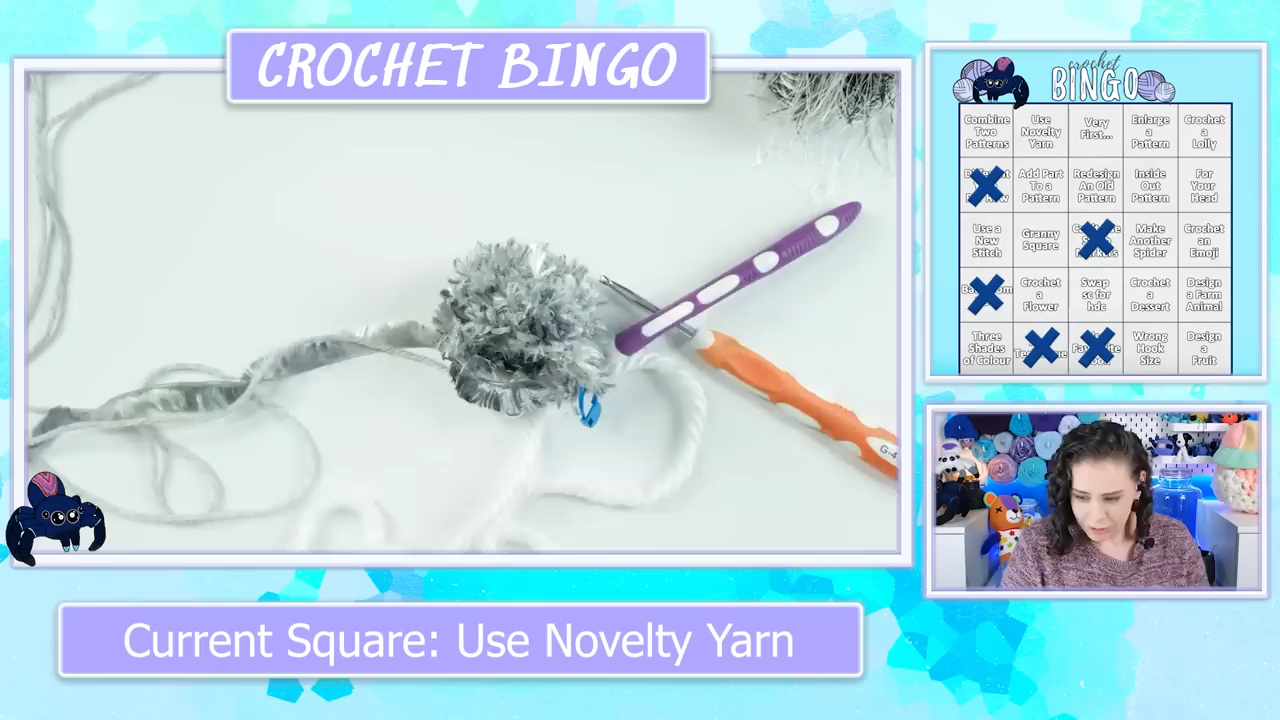 CROCHET BINGO
crochet
BINGO
Combine
Two
Patterns
Use
Novelty
Yarn
Very
First...
Enlarge
a
Pattern
Crochet
a
Lolly
Add Part
To a
Pattern
Redesign
An Old
Pattern
Inside
Out
Pattern
For
Your
Head
Use a
New
Stitch
Granny
Square
Make
Another
Spider
Crochet
an
Emoji
Crochet
a
Flower
Swap
sc for
hdc
Crochet
a
Dessert
Design
a Farm
Animal
Three
Shades
of Colour
Wrong
Hook
Size
Design
a
Fruit
G-4
Current Square: Use Novelty Yarn